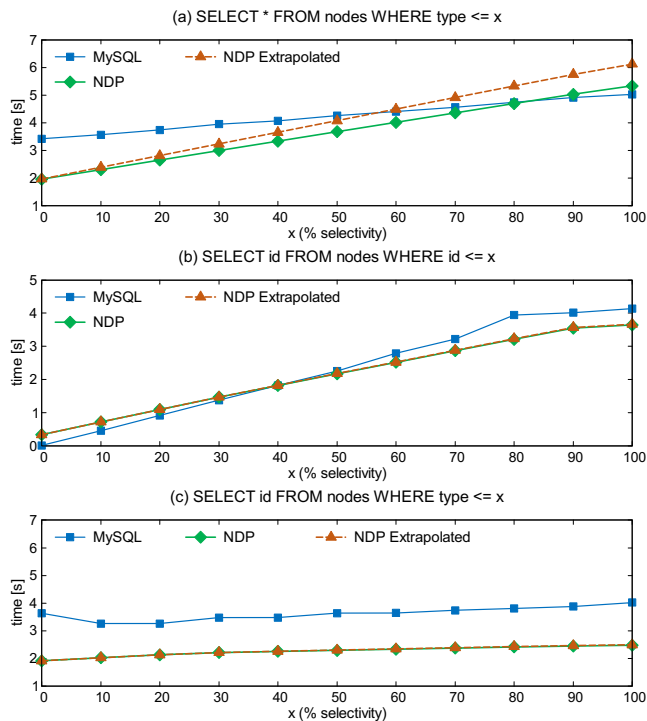 (a) SELECT * FROM nodes WHERE type <= x
MySQL
NDP Extrapolated
NDP
time [s]
7
6
5
4
3
2
1
0 10 20 30 40 50 60 70 80 90 100
x (% selectivity)
(b) SELECT id FROM nodes WHERE id <= x
MySQL
NDP Extrapolated
NDP
time [s]
5
4
3
2
1
0
0 10 20 30 40 50 60 70 80 90 100
x (% selectivity)
(c) SELECT id FROM nodes WHERE type <= x
MySQL
NDP
NDP Extrapolated
time [s]
7
6
5
4
3
2
1
0 10 20 30 40 50 60 70 80 90 100
x (% selectivity)